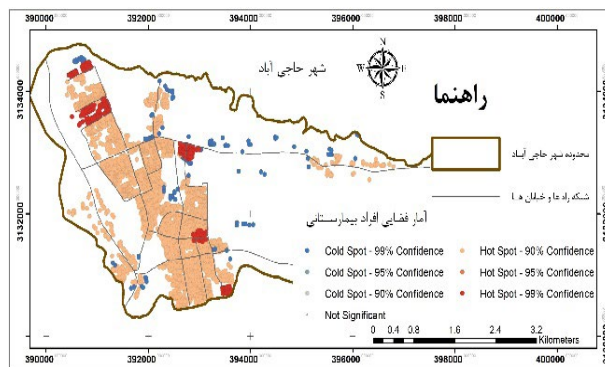 390000 392000 394000 396000 398000 400000
شهر حاجی آباد
N
W E
S
راهنما
3134000
محدوده شهر حاجی آباد
شبکه راه ها و خیابان ها
3132000
آمار فضایی افراد بیمارستانی
Cold Spot - 99% Confidence
Cold Spot - 95% Confidence
Cold Spot - 90% Confidence
Not Significant
Hot Spot - 90% Confidence
Hot Spot - 95% Confidence
Hot Spot - 99% Confidence
0 0.4 0.8 1.6 2.4 3.2
Kilometers
390000 392000 394000 396000 398000 400000